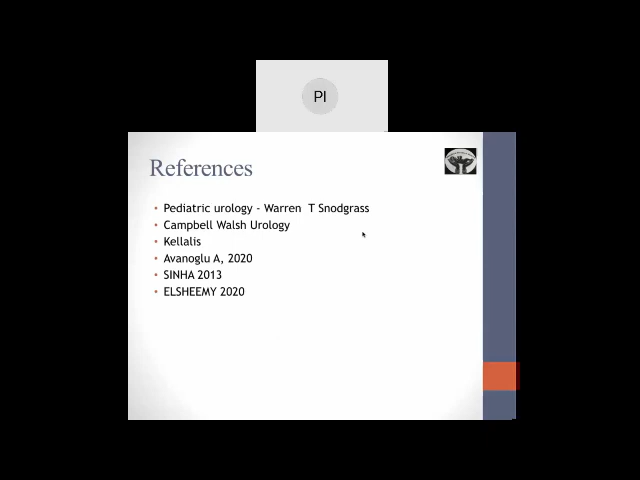 PI
References
• Pediatric urology - Warren T Snodgrass
• Campbell Walsh Urology
• Kellalis
• Avanoglu A, 2020
• SINHA 2013
• ELSHEEMY 2020